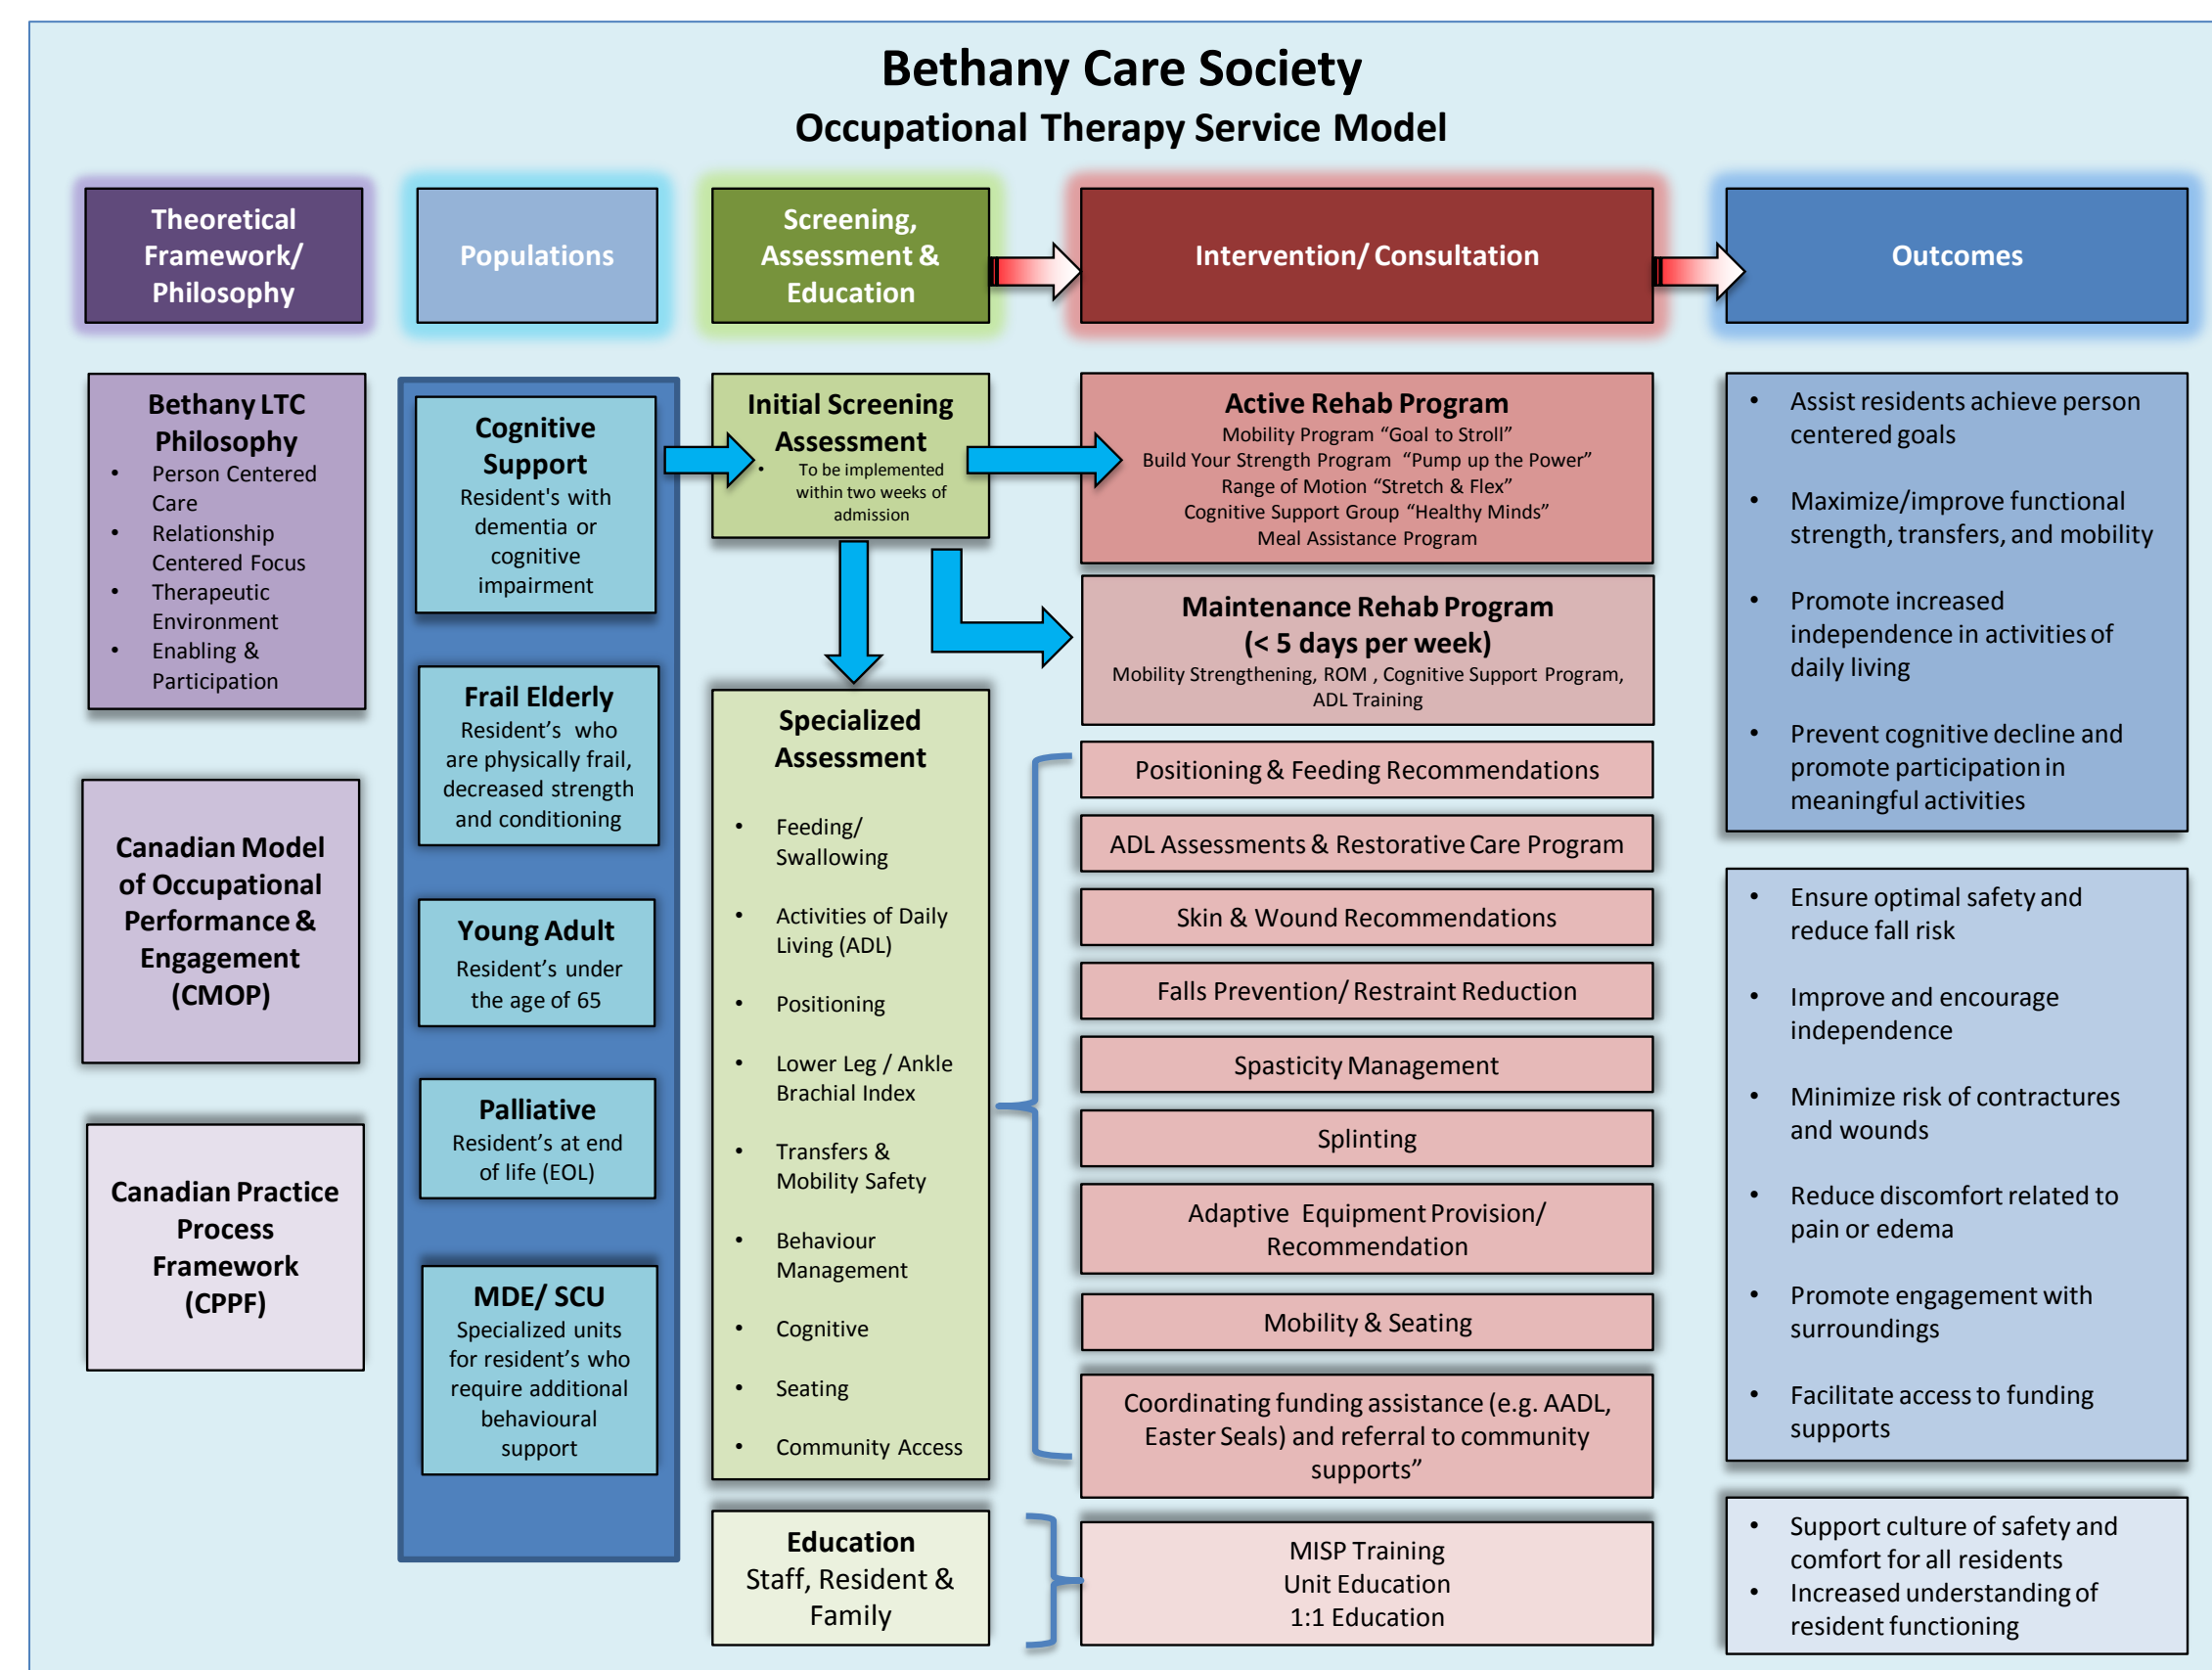 Bethany Care Society
Occupational Therapy Service Model
Theoretical
Framework/
Philosophy
Populations
Screening,
Assessment &
Education
Intervention/ Consultation
Outcomes
Bethany LTC
Philosophy
• Person Centered
Care
• Relationship
Centered Focus
• Therapeutic
Environment
• Enabling &
Participation
Canadian Model
of Occupational
Performance &
Engagement
(CMOP)
Canadian Practice
Process
Framework
(CPPF)
Cognitive
Support
Resident's with
dementia or
cognitive
impairment
Frail Elderly
Resident’s who
are physically frail,
decreased strength
and conditioning
Young Adult
Resident’s under
the age of 65
Palliative
Resident’s at end
of life (EOL)
MDE/ SCU
Specialized units
for resident’s who
require additional
behavioural
support
Initial Screening
Assessment
• To be implemented
within two weeks of
admission
Specialized
Assessment
• Feeding/
Swallowing
• Activities of Daily
Living (ADL)
• Positioning
• Lower Leg / Ankle
Brachial Index
• Transfers &
Mobility Safety
• Behaviour
Management
• Cognitive
• Seating
• Community Access
Education
Staff, Resident &
Family
Active Rehab Program
Mobility Program “Goal to Stroll”
Build Your Strength Program “Pump up the Power”
Range of Motion “Stretch & Flex”
Cognitive Support Group “Healthy Minds”
Meal Assistance Program
Maintenance Rehab Program
(< 5 days per week)
Mobility Strengthening, ROM , Cognitive Support Program,
ADL Training
Positioning & Feeding Recommendations
ADL Assessments & Restorative Care Program
Skin & Wound Recommendations
Falls Prevention/ Restraint Reduction
Spasticity Management
Splinting
Adaptive Equipment Provision/
Recommendation
Mobility & Seating
Coordinating funding assistance (e.g. AADL,
Easter Seals) and referral to community
supports”
MISP Training
Unit Education
1:1 Education
• Assist residents achieve person
centered goals
• Maximize/improve functional
strength, transfers, and mobility
• Promote increased
independence in activities of
daily living
• Prevent cognitive decline and
promote participation in
meaningful activities
• Ensure optimal safety and
reduce fall risk
• Improve and encourage
independence
• Minimize risk of contractures
and wounds
• Reduce discomfort related to
pain or edema
• Promote engagement with
surroundings
• Facilitate access to funding
supports
• Support culture of safety and
comfort for all residents
• Increased understanding of
resident functioning